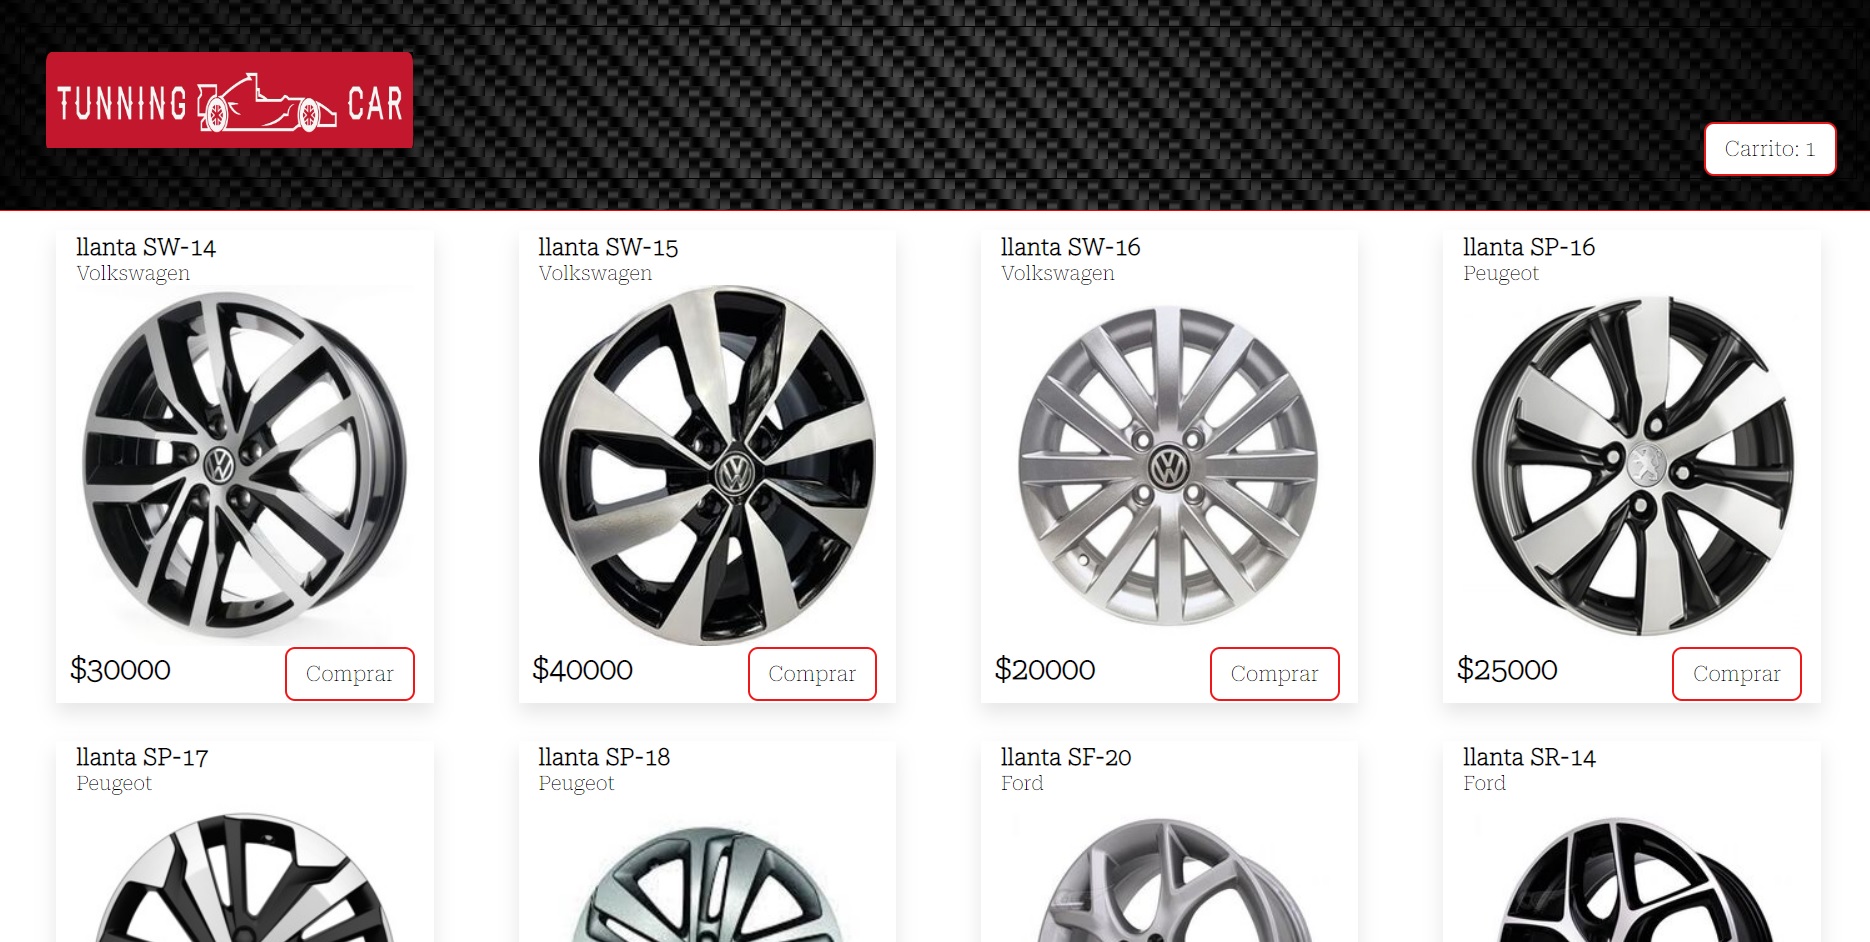 TUNNING CAR
Carrito: 1
llanta SW-14
Volkswagen
$30000
Comprar
llanta SW-15
Volkswagen
$40000
Comprar
llanta SW-16
Volkswagen
$20000
Comprar
llanta SP-16
Peugeot
$25000
Comprar
llanta SP-17
Peugeot
llanta SP-18
Peugeot
llanta SF-20
Ford
llanta SR-14
Ford